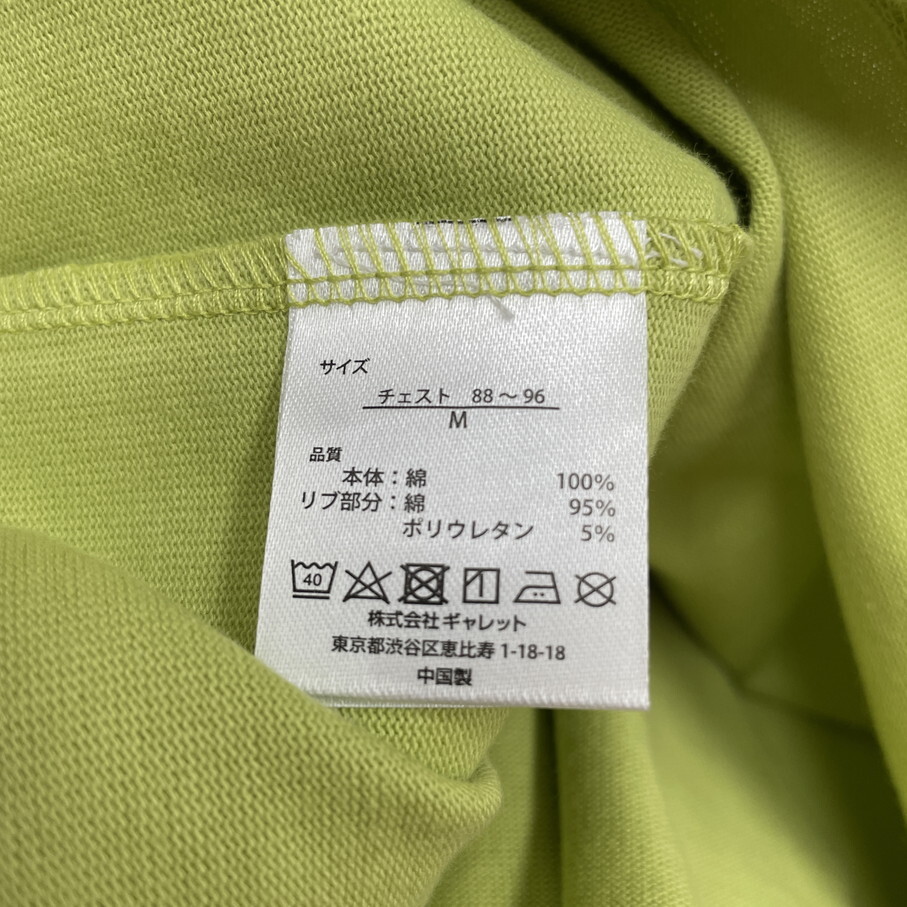 サイズ
チェスト 88～96
M
品質
本体：綿 100%
リブ部分：綿 95%
ポリウレタン 5%
40
株式会社ギャレット
東京都渋谷区恵比寿 1-18-18
中国製